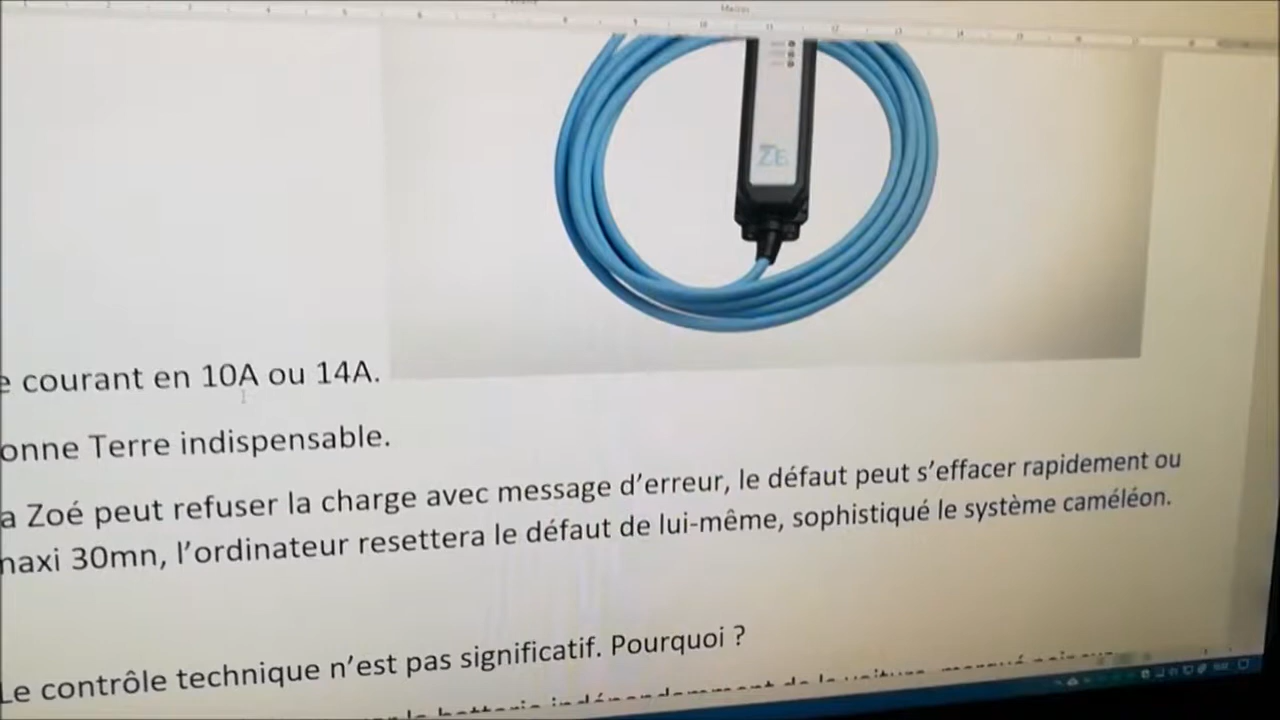 ZE
e courant en 10A ou 14A.
onne Terre indispensable.
a Zoé peut refuser la charge avec message d'erreur, le défaut peut s'effacer rapidement ou
maxi 30mn, l'ordinateur resettera le défaut de lui-même, sophistiqué le système caméléon.
Le contrôle technique n'est pas significatif. Pourquoi ?